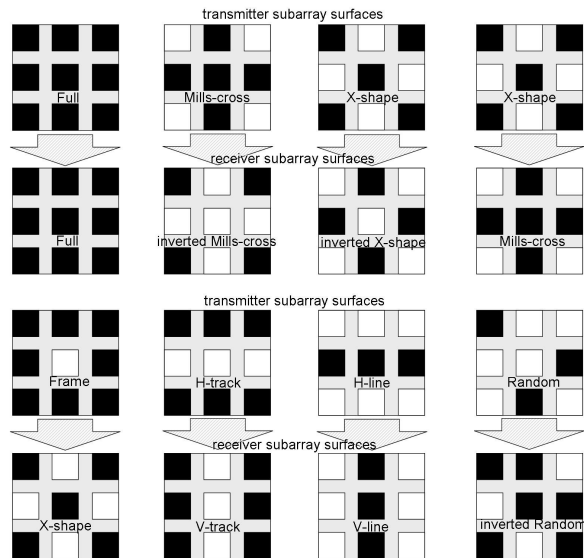 transmitter subarray surfaces
Full Mills-cross X-shape X-shape
receiver subarray surfaces
Full inverted Mills-cross inverted X-shape Mills-cross
transmitter subarray surfaces
Frame H-track H-line Random
receiver subarray surfaces
X-shape V-track V-line inverted Random